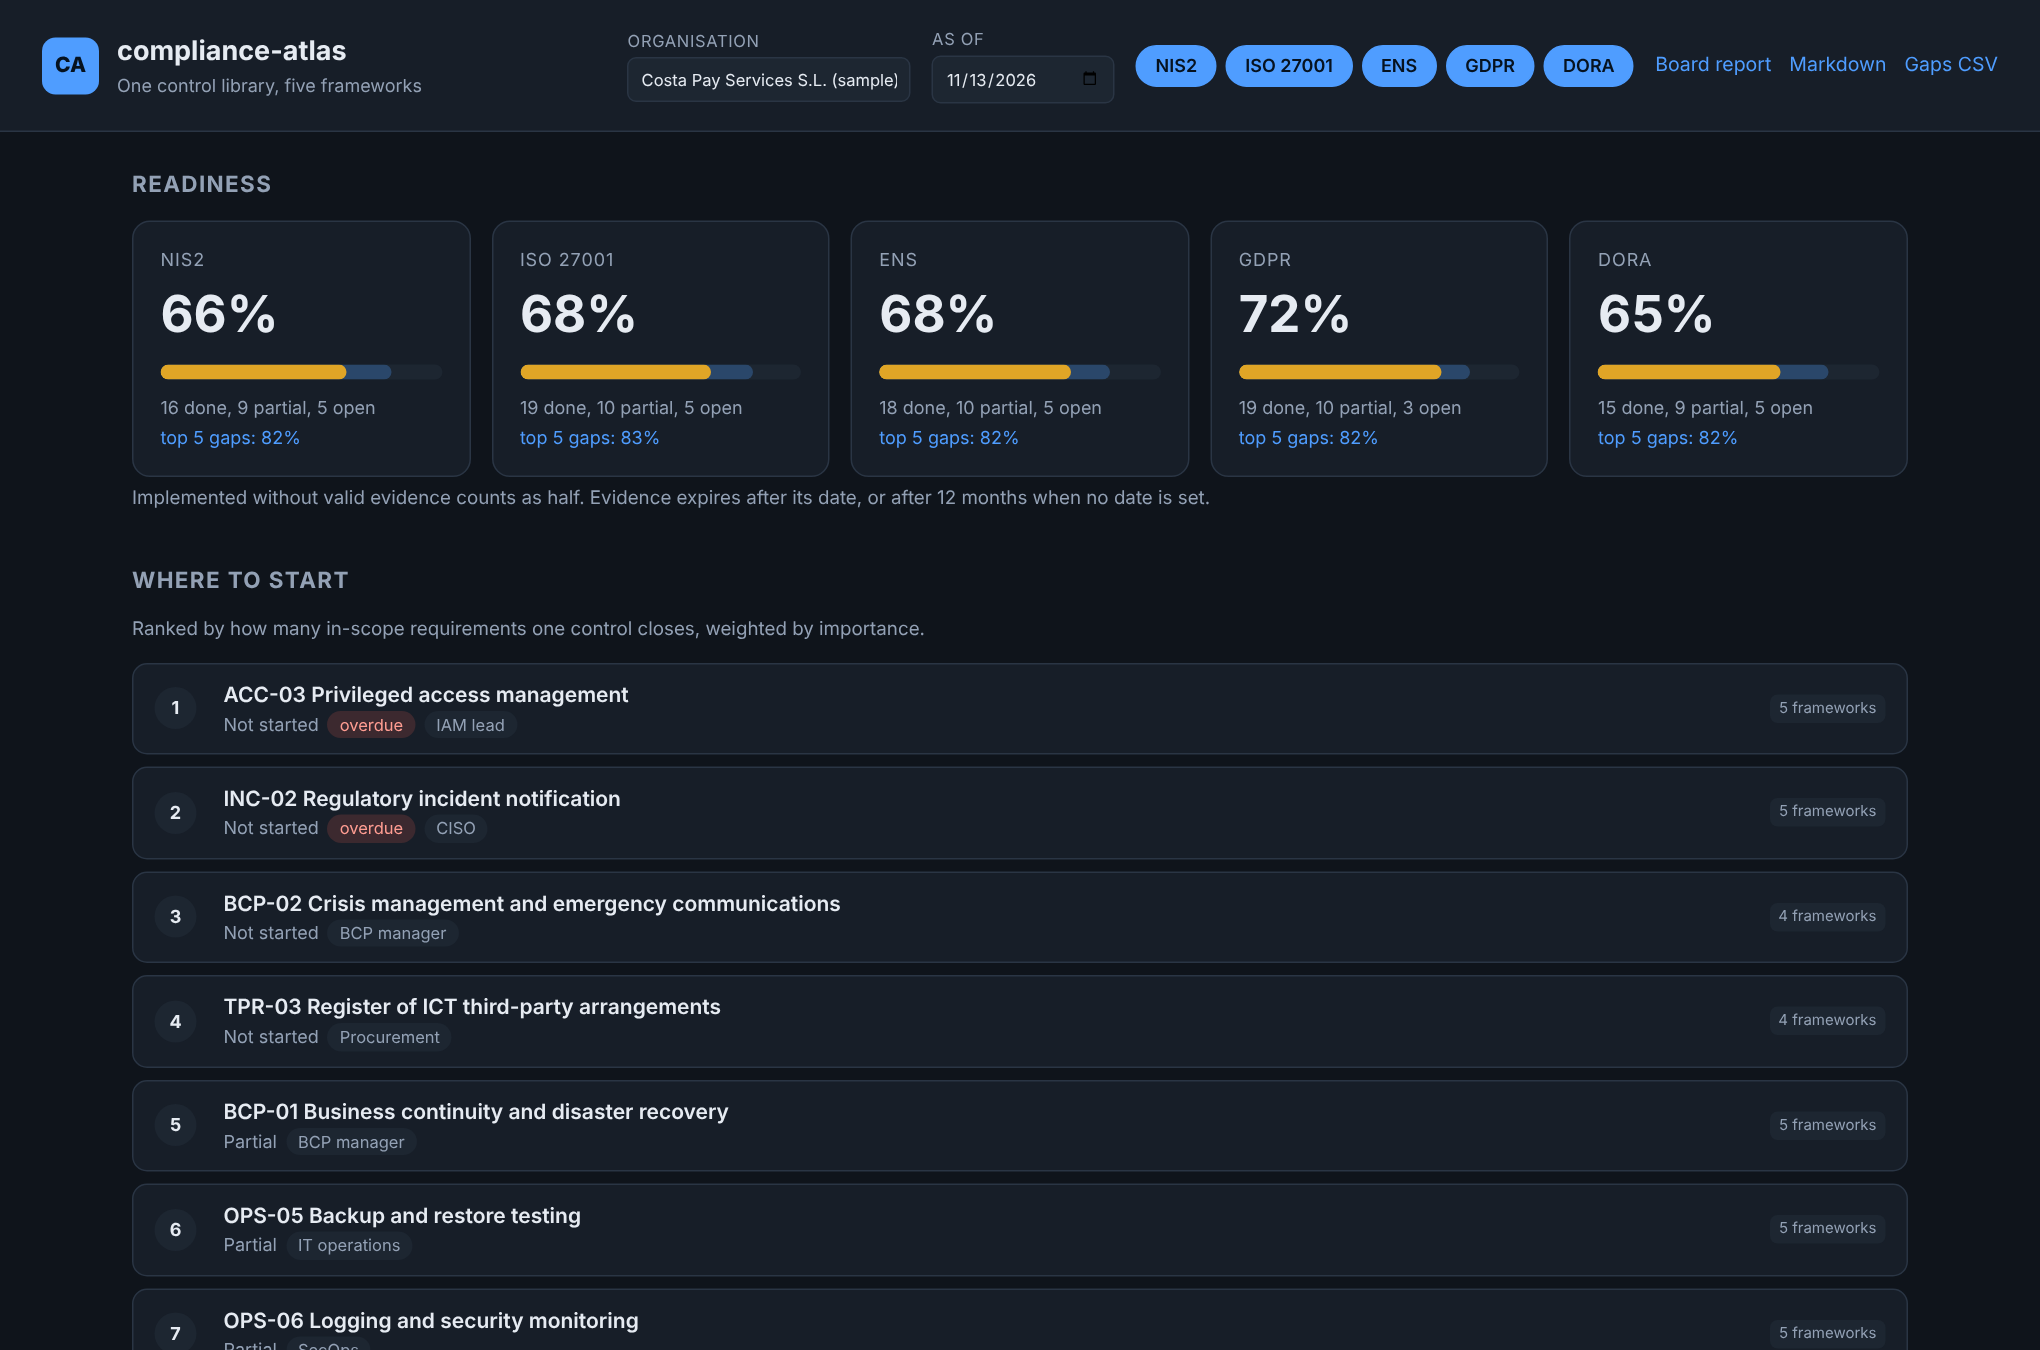 CA
compliance-atlas
One control library, five frameworks
ORGANISATION
Costa Pay Services S.L. (sample)
AS OF
11/13/2026
NIS2
ISO 27001
ENS
GDPR
DORA
Board report
Markdown
Gaps CSV
READINESS
NIS2
66%
16 done, 9 partial, 5 open
top 5 gaps: 82%
ISO 27001
68%
19 done, 10 partial, 5 open
top 5 gaps: 83%
ENS
68%
18 done, 10 partial, 5 open
top 5 gaps: 82%
GDPR
72%
19 done, 10 partial, 3 open
top 5 gaps: 82%
DORA
65%
15 done, 9 partial, 5 open
top 5 gaps: 82%
Implemented without valid evidence counts as half. Evidence expires after its date, or after 12 months when no date is set.
WHERE TO START
Ranked by how many in-scope requirements one control closes, weighted by importance.
1
ACC-03 Privileged access management
Not started overdue IAM lead
5 frameworks
2
INC-02 Regulatory incident notification
Not started overdue CISO
5 frameworks
3
BCP-02 Crisis management and emergency communications
Not started BCP manager
4 frameworks
4
TPR-03 Register of ICT third-party arrangements
Not started Procurement
4 frameworks
5
BCP-01 Business continuity and disaster recovery
Partial BCP manager
5 frameworks
6
OPS-05 Backup and restore testing
Partial IT operations
5 frameworks
7
OPS-06 Logging and security monitoring
Partial SecOps
5 frameworks